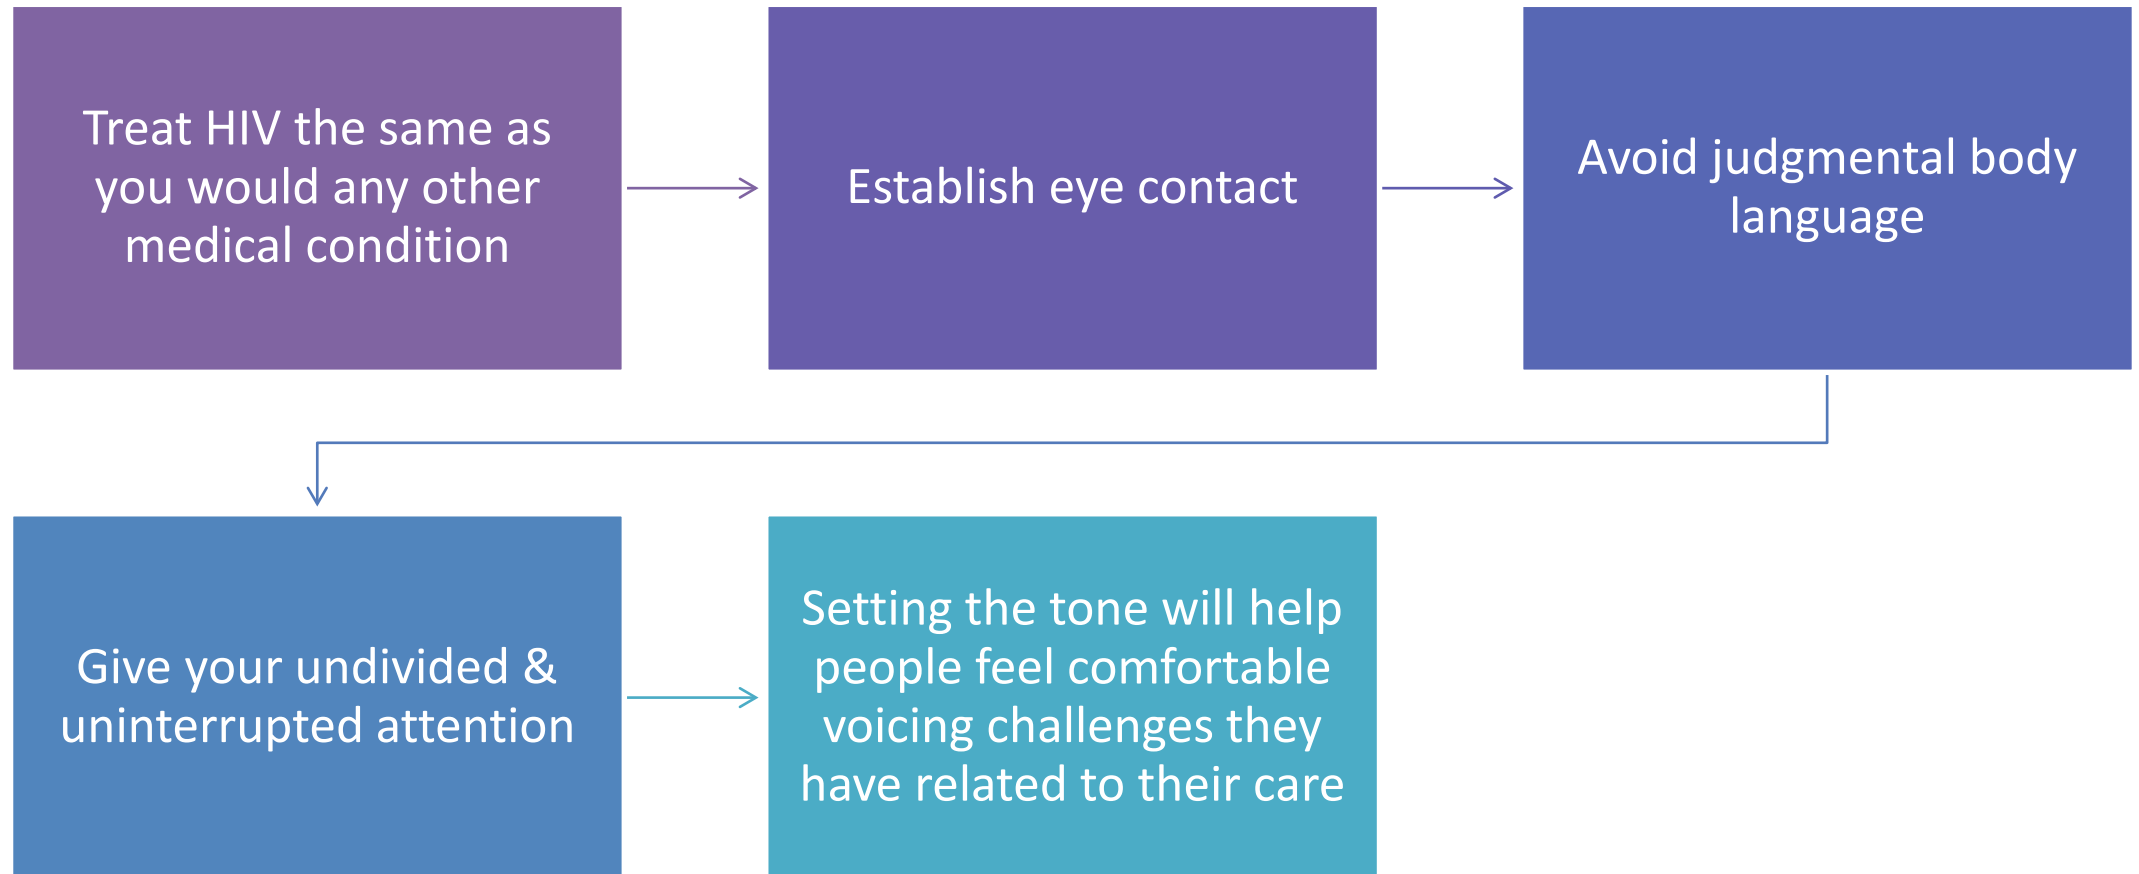 Treat HIV the same as
you would any other
medical condition
Establish eye contact
Avoid judgmental body
language
Give your undivided &
uninterrupted attention
Setting the tone will help
people feel comfortable
voicing challenges they
have related to their care